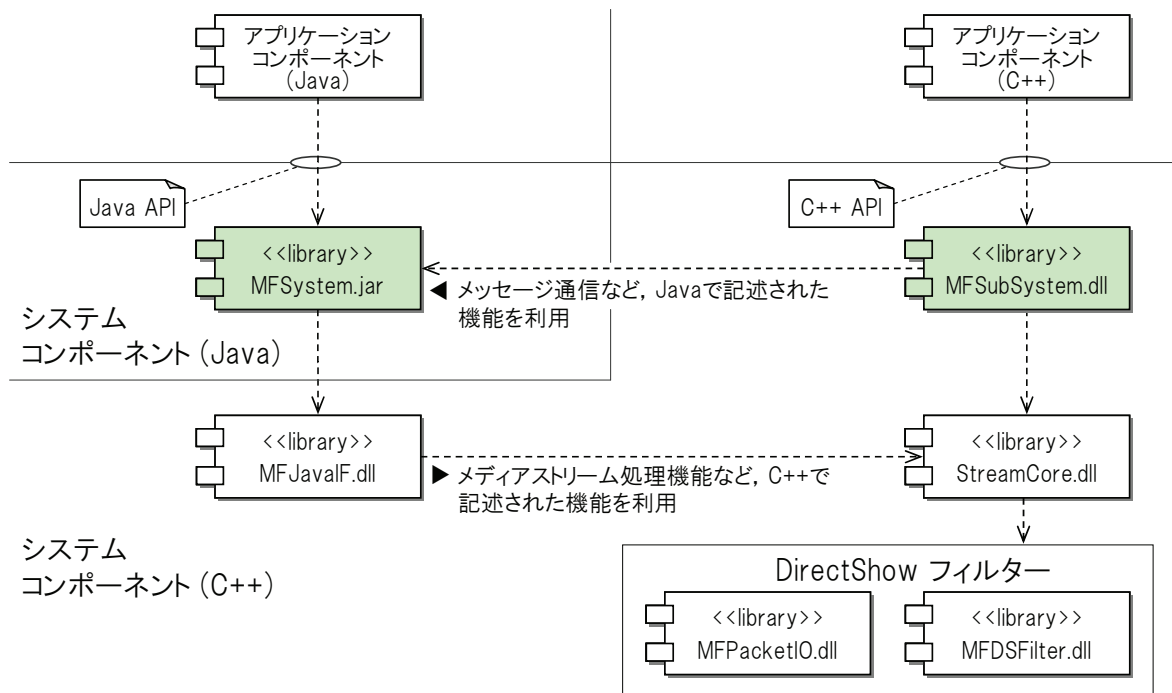 アプリケーション
コンポーネント
(Java)
アプリケーション
コンポーネント
(C++)
Java API
C++ API
<<library>>
MFSystem.jar
<<library>>
MFSubSystem.dll
◀ メッセージ通信など, Javaで記述された
機能を利用
システム
コンポーネント (Java)
<<library>>
MFJavaIF.dll
<<library>>
StreamCore.dll
▶ メディアストリーム処理機能など, C++で
記述された機能を利用
システム
コンポーネント (C++)
DirectShow フィルター
<<library>>
MFPacketIO.dll
<<library>>
MFDSFilter.dll